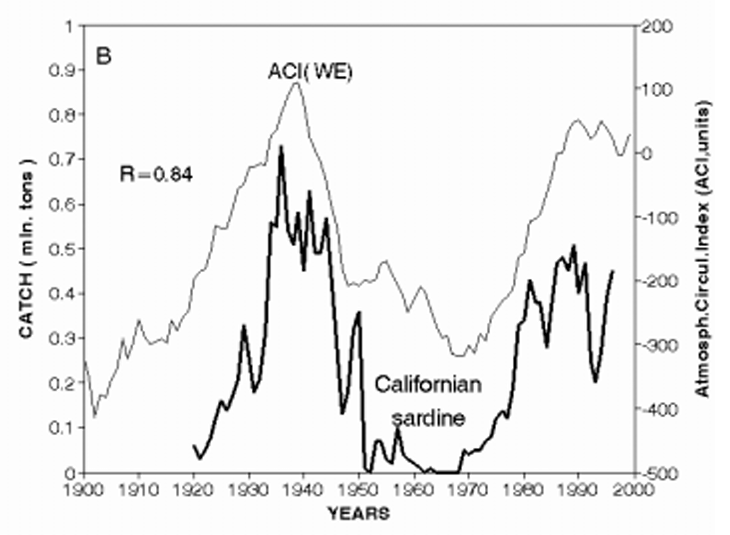 B
ACI( WE)
R=0.84
Californian
sardine
CATCH ( mln. tons )
1
0.9
0.8
0.7
0.6
0.5
0.4
0.3
0.2
0.1
0
200
100
0
-100
-200
-300
-400
-500
Atmosph.Circul.Index (ACI,units)
1900 1910 1920 1930 1940 1950 1960 1970 1980 1990 2000
YEARS